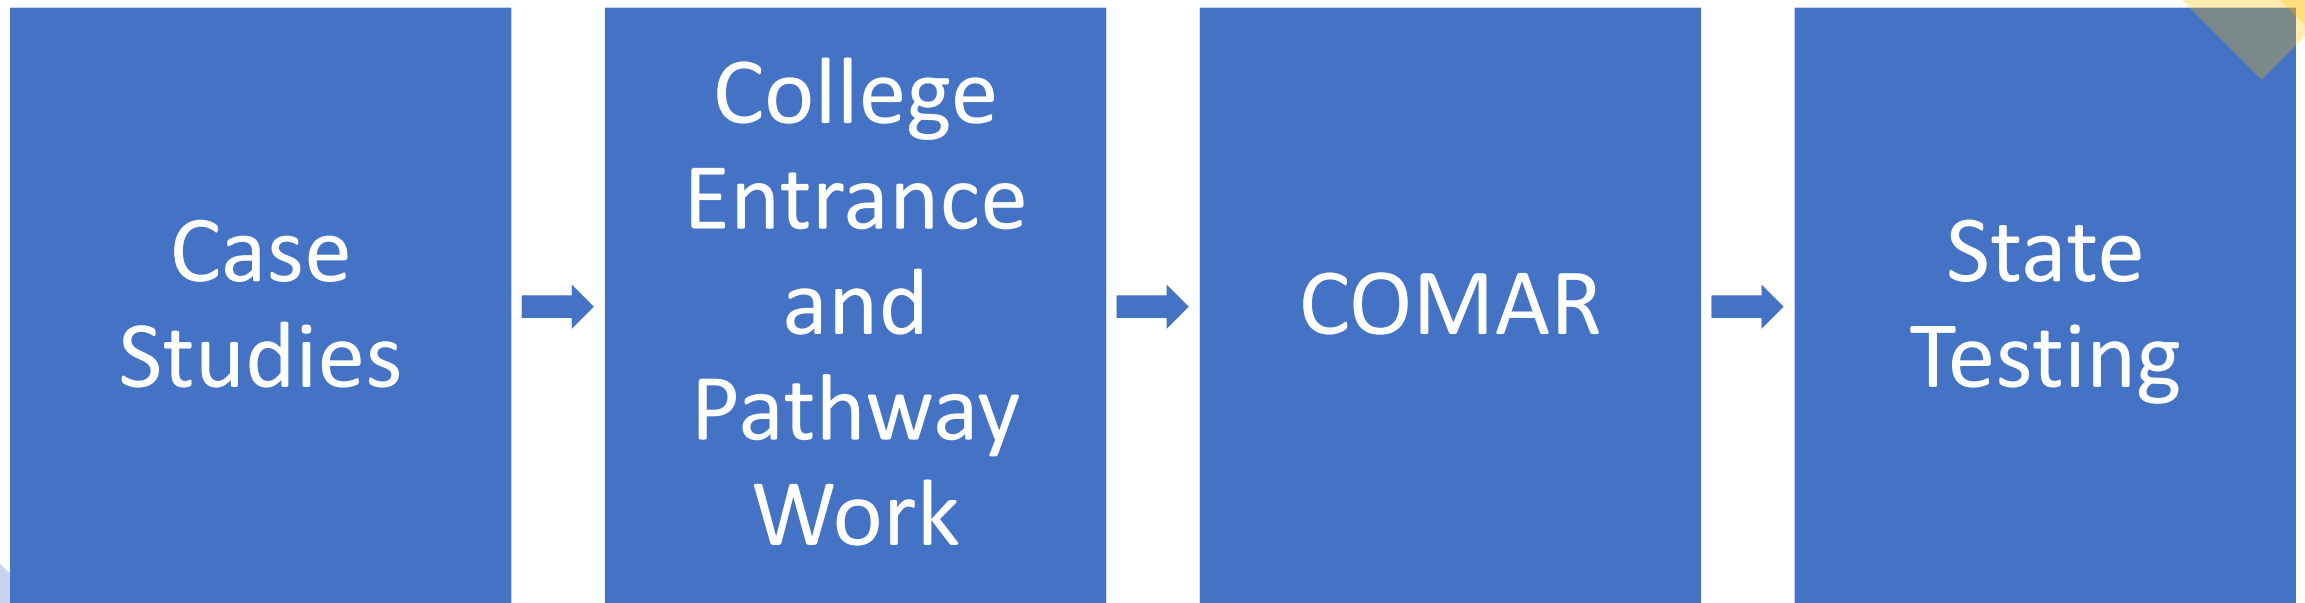 Case
Studies
College
Entrance
and
Pathway
Work
COMAR
State
Testing